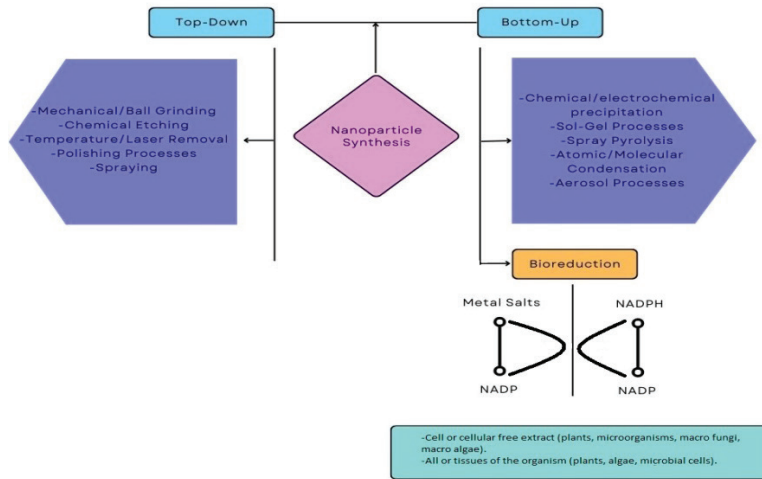 Top-Down
Bottom-Up
-Mechanical/Ball Grinding
-Chemical Etching
-Temperature/Laser Removal
-Polishing Processes
-Spraying
Nanoparticle
Synthesis
-Chemical/electrochemical
precipitation
-Sol-Gel Processes
-Spray Pyrolysis
-Atomic/Molecular
Condensation
-Aerosol Processes
Bioreduction
Metal Salts
NADPH
NADP
NADP
-Cell or cellular free extract (plants, microorganisms, macro fungi,
macro algae).
-All or tissues of the organism (plants, algae, microbial cells).